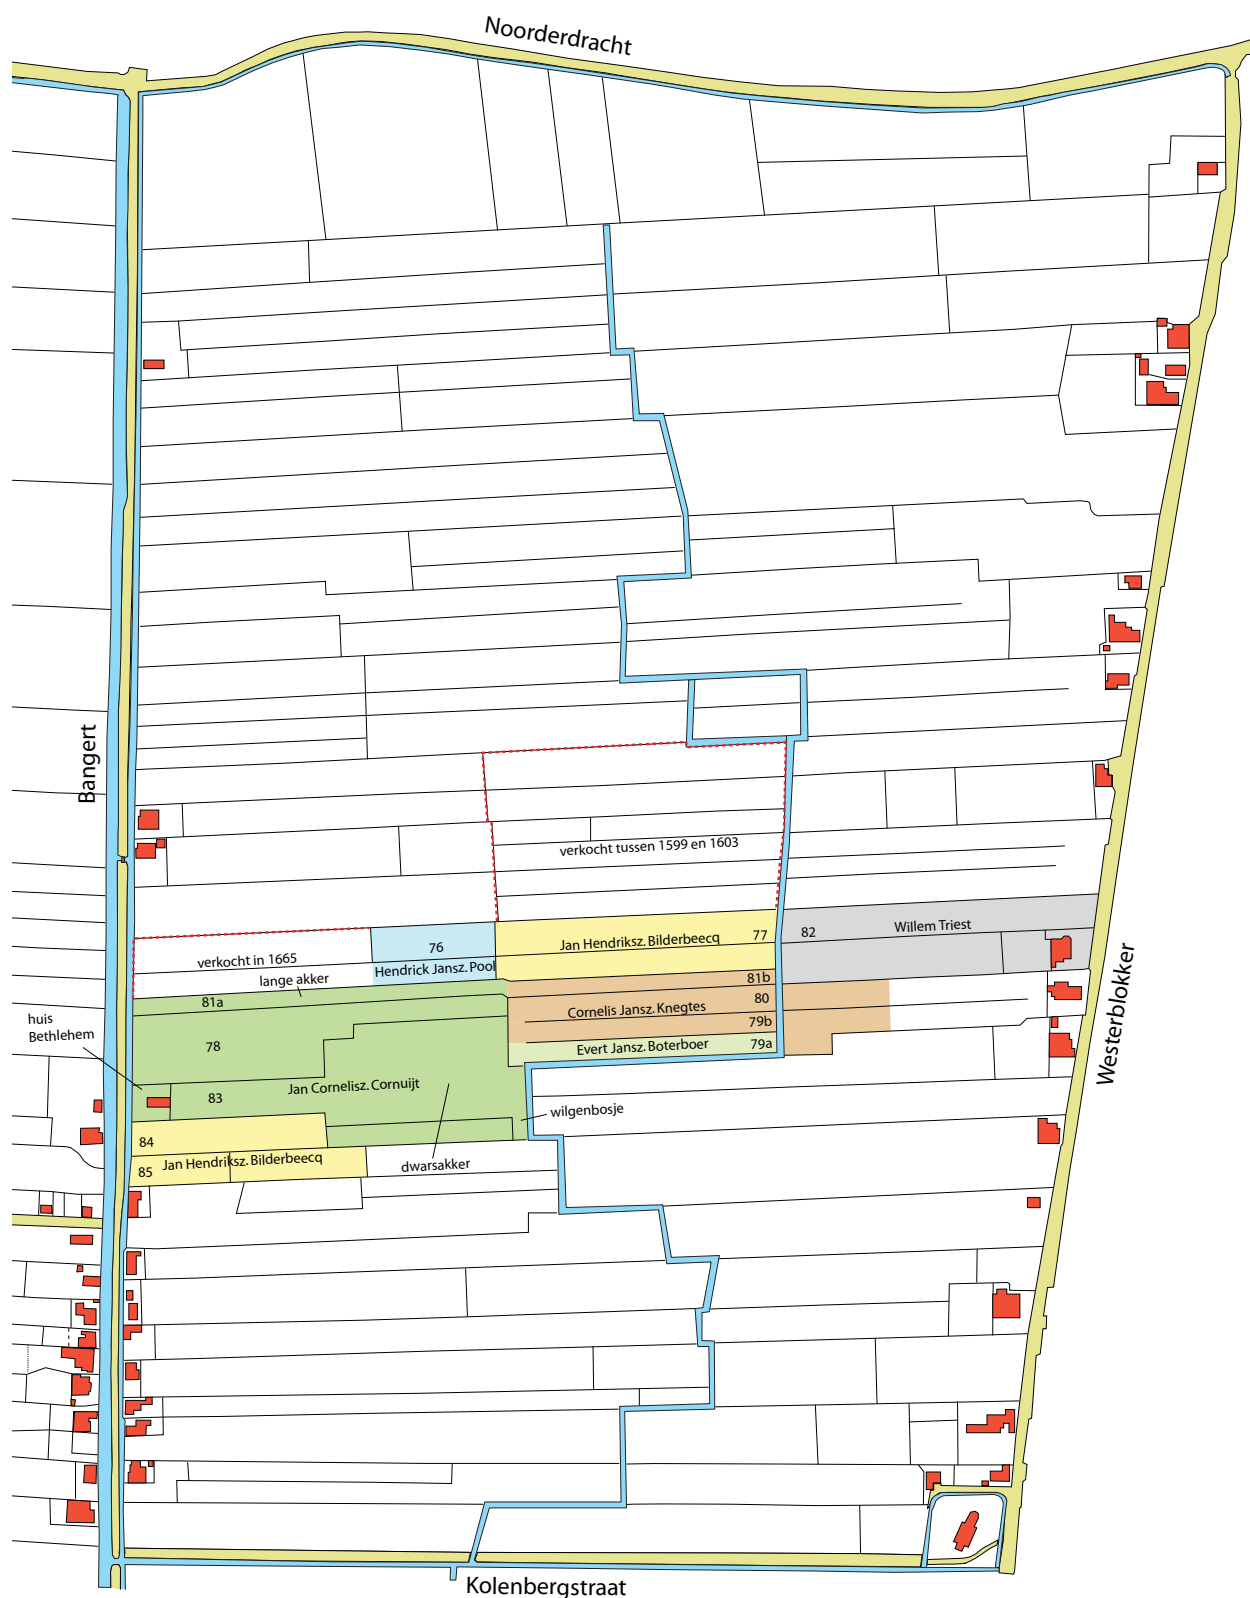 Noorderdracht
Bangert
verkocht tussen 1599 en 1603
Willem Triest
82
77
Jan Hendriksz. Bilderbeecq
76
verkocht in 1665
Hendrick Jansz. Pool
lange akker
81b
81a
80
Cornelis Jansz. Knegtes
79b
huis
Bethlehem
78
Evert Jansz. Boterboer
79a
Westerblokker
Jan Cornelisz. Cornuijt
83
wilgenbosje
84
Jan Hendriksz. Bilderbeecq
85
dwarsakker
Kolenbergstraat